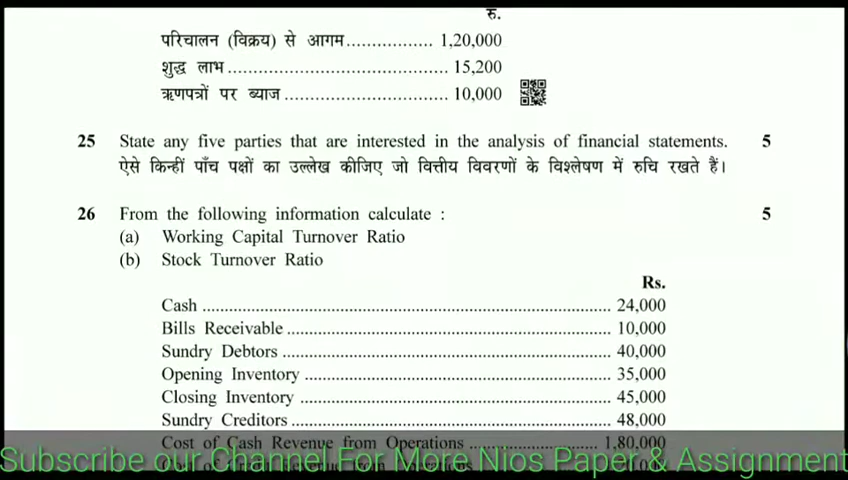 रु.
परिचालन (विक्रय) से आगम................. 1,20,000
शुद्ध लाभ........................................ 15,200
ऋणपत्रों पर ब्याज .............................. 10,000
25 State any five parties that are interested in the analysis of financial statements. 5
ऐसे किन्हीं पाँच पक्षों का उल्लेख कीजिए जो वित्तीय विवरणों के विश्लेषण में रुचि रखते हैं।
26 From the following information calculate : 5
(a) Working Capital Turnover Ratio
(b) Stock Turnover Ratio
Rs.
Cash ........................................ 24,000
Bills Receivable ........................................ 10,000
Sundry Debtors ........................................ 40,000
Opening Inventory ........................................ 35,000
Closing Inventory ........................................ 45,000
Sundry Creditors ........................................ 48,000
Cost of Cash Revenue from Operations ........................ 1,80,000
Subscribe our Channel For More Nios Paper & Assignment